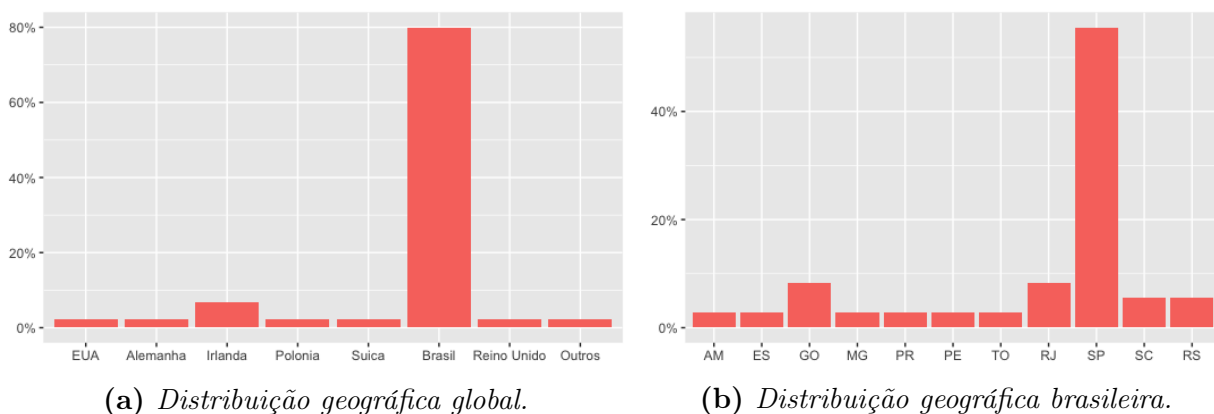 80%
60%
40%
20%
0%
EUA Alemanha Irlanda Polonia Suica Brasil Reino Unido Outros
(a) Distribuição geográfica global.
40%
20%
0%
AM ES GO MG PR PE TO RJ SP SC RS
(b) Distribuição geográfica brasileira.